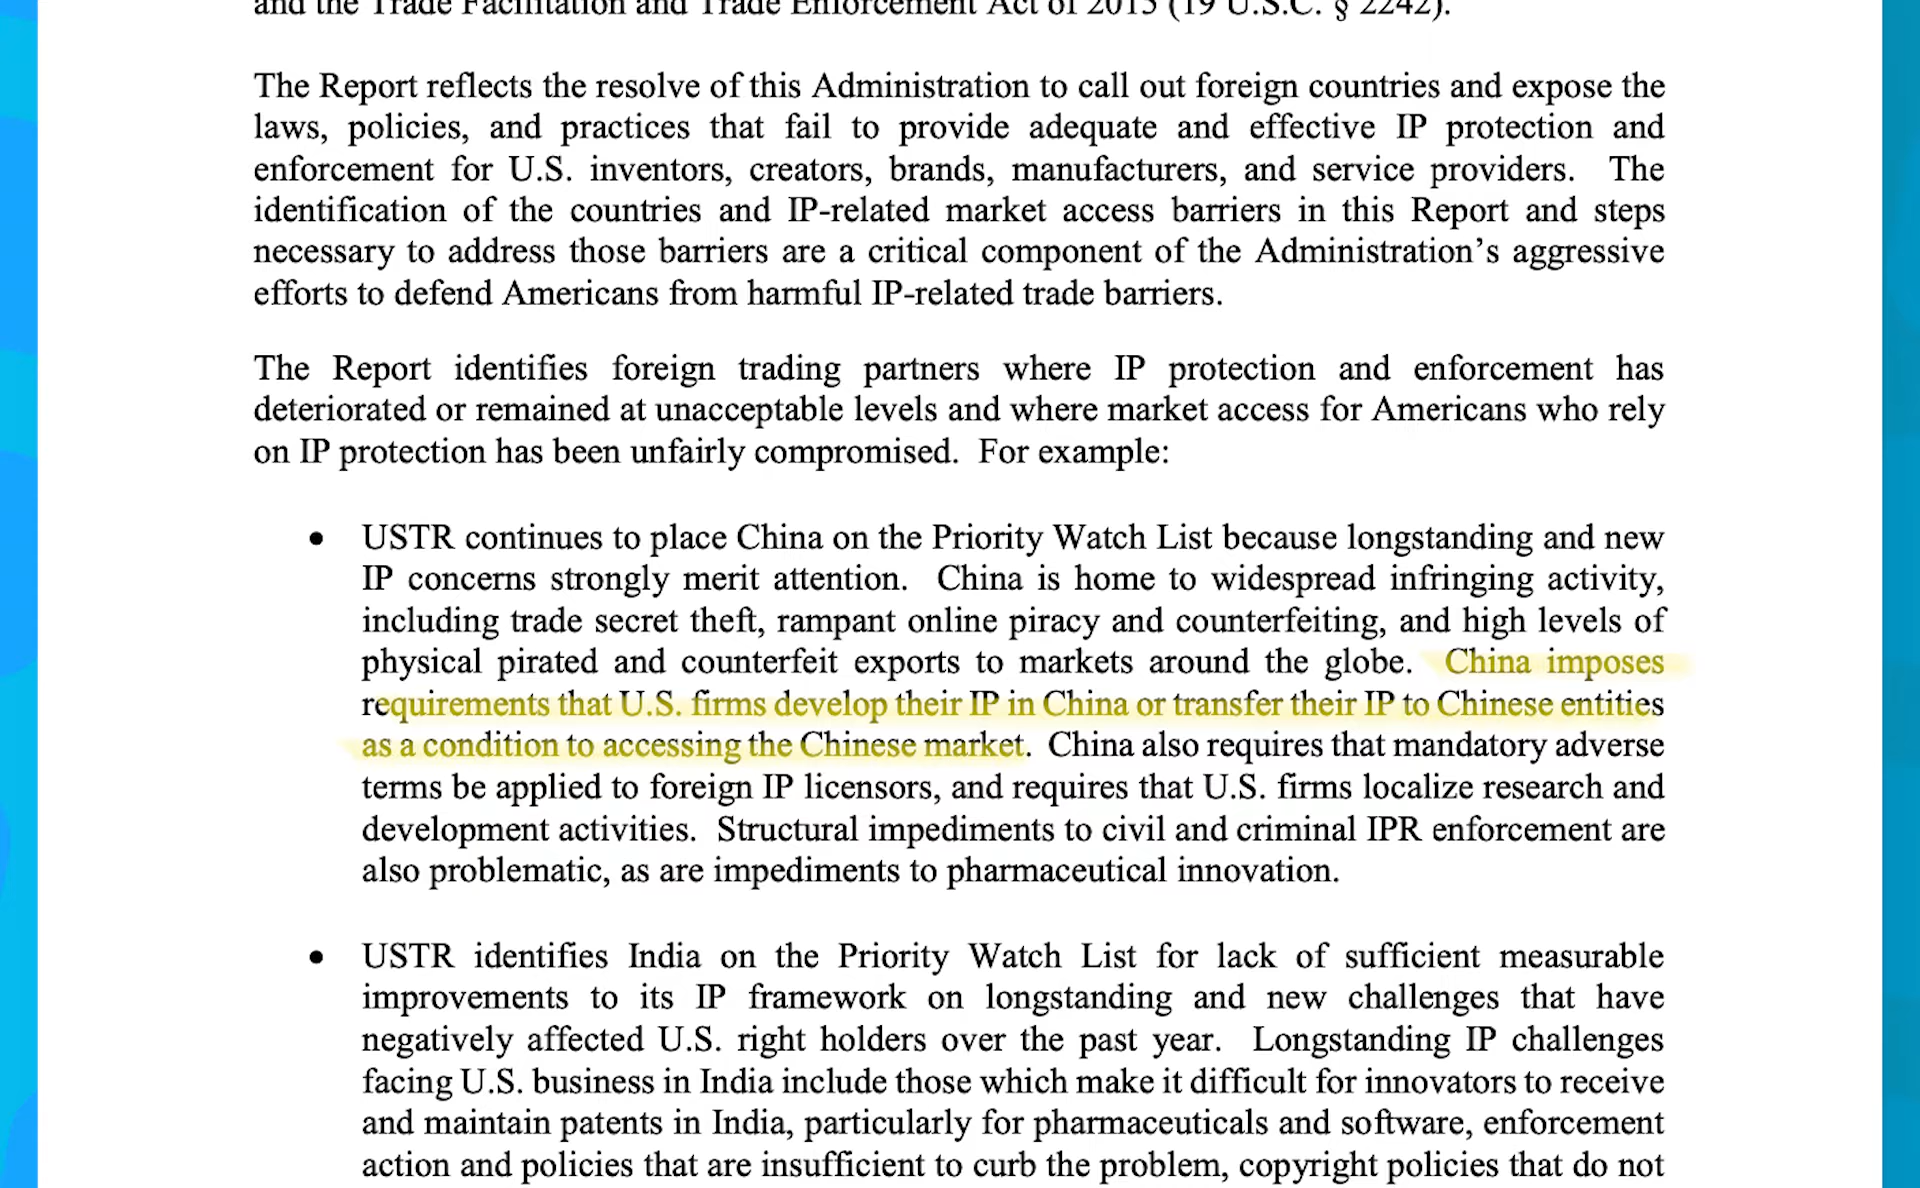 and the Trade Facilitation and Trade Enforcement Act of 2015 (19 U.S.C. § 2242).
The Report reflects the resolve of this Administration to call out foreign countries and expose the
laws, policies, and practices that fail to provide adequate and effective IP protection and
enforcement for U.S. inventors, creators, brands, manufacturers, and service providers. The
identification of the countries and IP-related market access barriers in this Report and steps
necessary to address those barriers are a critical component of the Administration’s aggressive
efforts to defend Americans from harmful IP-related trade barriers.
The Report identifies foreign trading partners where IP protection and enforcement has
deteriorated or remained at unacceptable levels and where market access for Americans who rely
on IP protection has been unfairly compromised. For example:
• USTR continues to place China on the Priority Watch List because longstanding and new
IP concerns strongly merit attention. China is home to widespread infringing activity,
including trade secret theft, rampant online piracy and counterfeiting, and high levels of
physical pirated and counterfeit exports to markets around the globe. China imposes
requirements that U.S. firms develop their IP in China or transfer their IP to Chinese entities
as a condition to accessing the Chinese market. China also requires that mandatory adverse
terms be applied to foreign IP licensors, and requires that U.S. firms localize research and
development activities. Structural impediments to civil and criminal IPR enforcement are
also problematic, as are impediments to pharmaceutical innovation.
• USTR identifies India on the Priority Watch List for lack of sufficient measurable
improvements to its IP framework on longstanding and new challenges that have
negatively affected U.S. right holders over the past year. Longstanding IP challenges
facing U.S. business in India include those which make it difficult for innovators to receive
and maintain patents in India, particularly for pharmaceuticals and software, enforcement
action and policies that are insufficient to curb the problem, copyright policies that do not